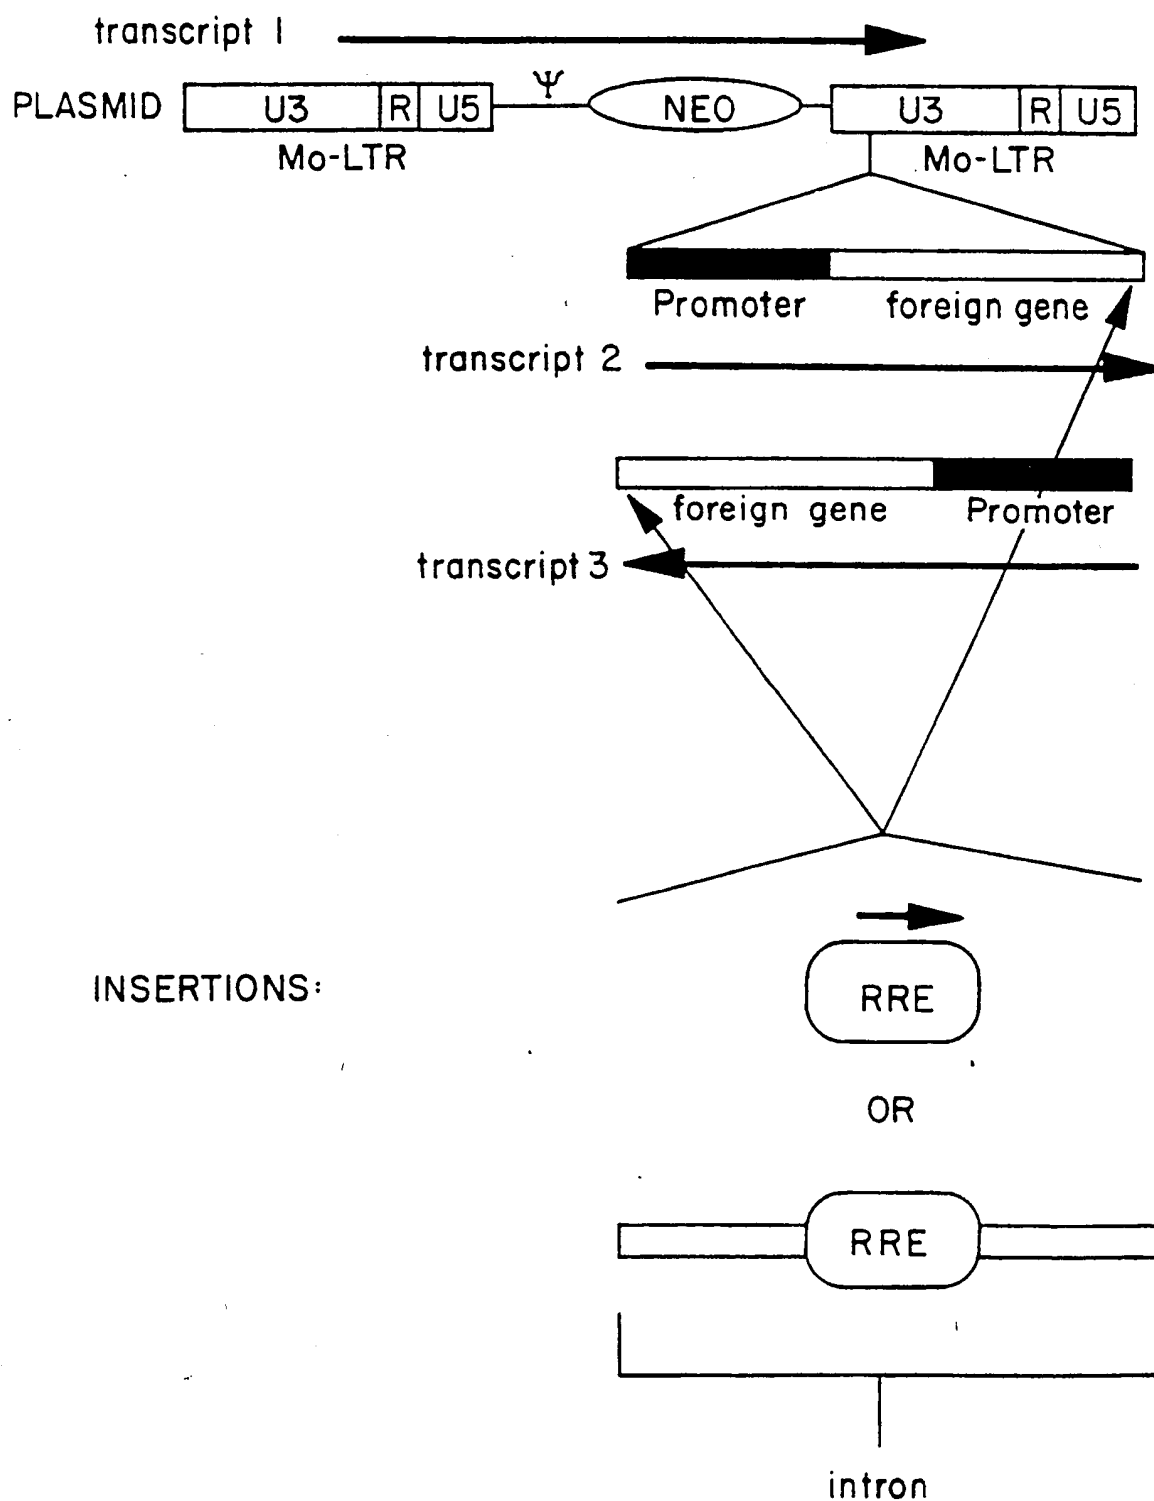 transcript 1
PLASMID U3 R U5 Ψ NEO U3 R U5
Mo-LTR Mo-LTR
Promoter foreign gene
transcript 2
foreign gene Promoter
transcript 3
RRE
INSERTIONS:
OR
RRE
intron